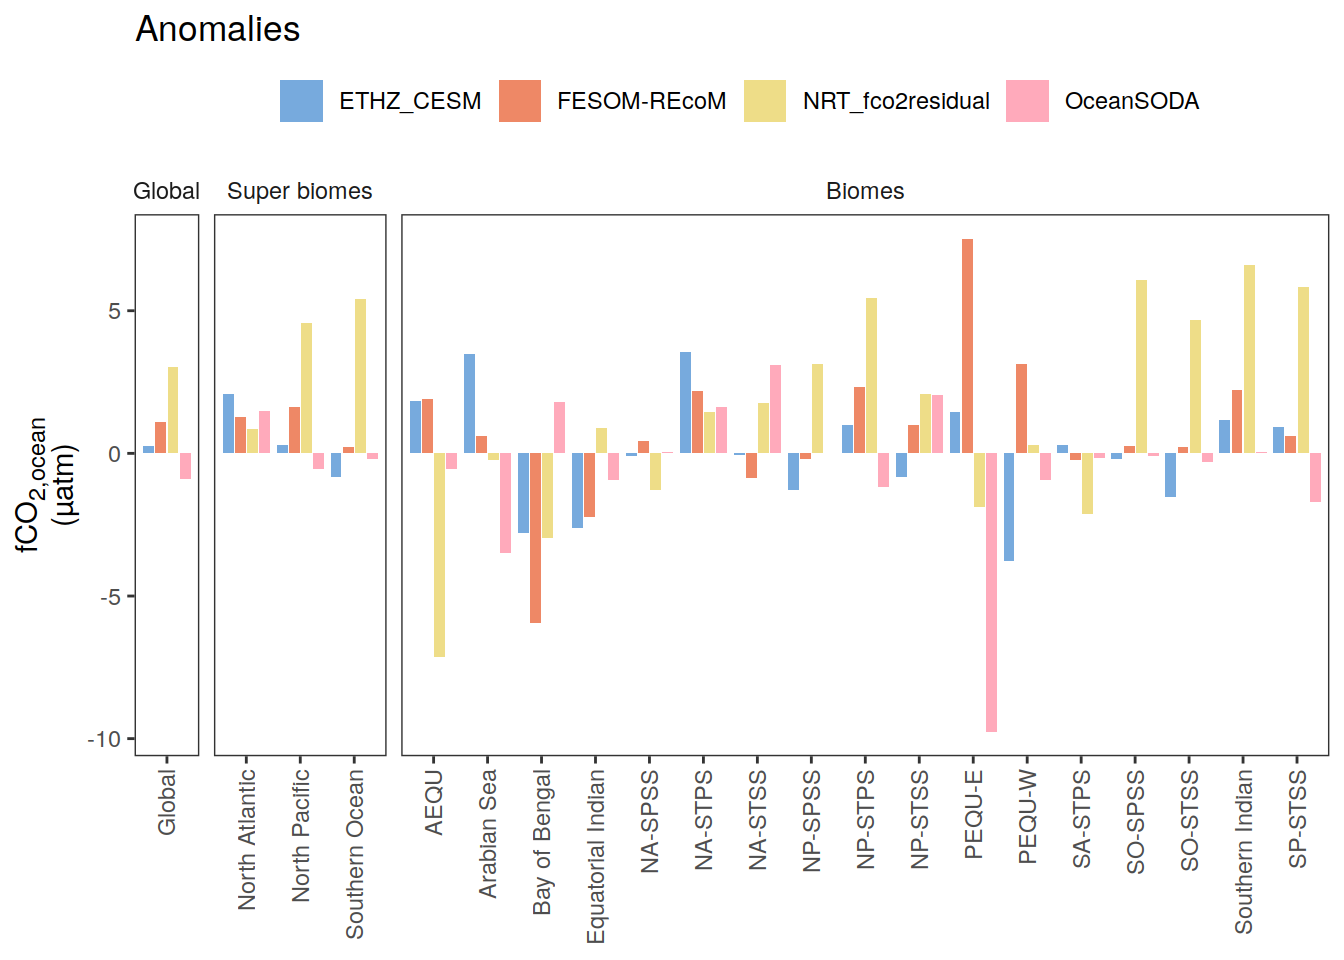 Anomalies
ETHZ_CESM FESOM-REcoM NRT_fco2residual OceanSODA
Global Super biomes Biomes
fCO2,ocean
(µatm)
5
0
-5
-10
Global
North Atlantic
North Pacific
Southern Ocean
AEQU
Arabian Sea
Bay of Bengal
Equatorial Indian
NA-SPSS
NA-STPS
NA-STSS
NP-SPSS
NP-STPS
NP-STSS
PEQU-E
PEQU-W
SA-STPS
SO-SPSS
SO-STSS
Southern Indian
SP-STSS